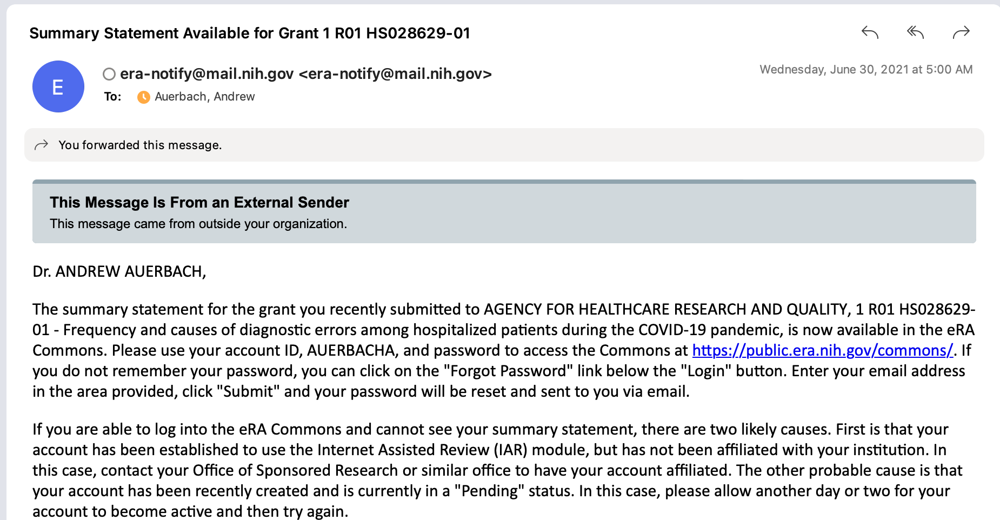 Summary Statement Available for Grant 1 R01 HS028629-01
E
era-notify@mail.nih.gov <era-notify@mail.nih.gov>
Wednesday, June 30, 2021 at 5:00 AM
To: Auerbach, Andrew
You forwarded this message.
This Message Is From an External Sender
This message came from outside your organization.
Dr. ANDREW AUERBACH,
The summary statement for the grant you recently submitted to AGENCY FOR HEALTHCARE RESEARCH AND QUALITY, 1 R01 HS028629-
01 - Frequency and causes of diagnostic errors among hospitalized patients during the COVID-19 pandemic, is now available in the eRA
Commons. Please use your account ID, AUERBACHA, and password to access the Commons at https://public.era.nih.gov/commons/. If
you do not remember your password, you can click on the "Forgot Password" link below the "Login" button. Enter your email address
in the area provided, click "Submit" and your password will be reset and sent to you via email.
If you are able to log into the eRA Commons and cannot see your summary statement, there are two likely causes. First is that your
account has been established to use the Internet Assisted Review (IAR) module, but has not been affiliated with your institution. In
this case, contact your Office of Sponsored Research or similar office to have your account affiliated. The other probable cause is that
your account has been recently created and is currently in a "Pending" status. In this case, please allow another day or two for your
account to become active and then try again.